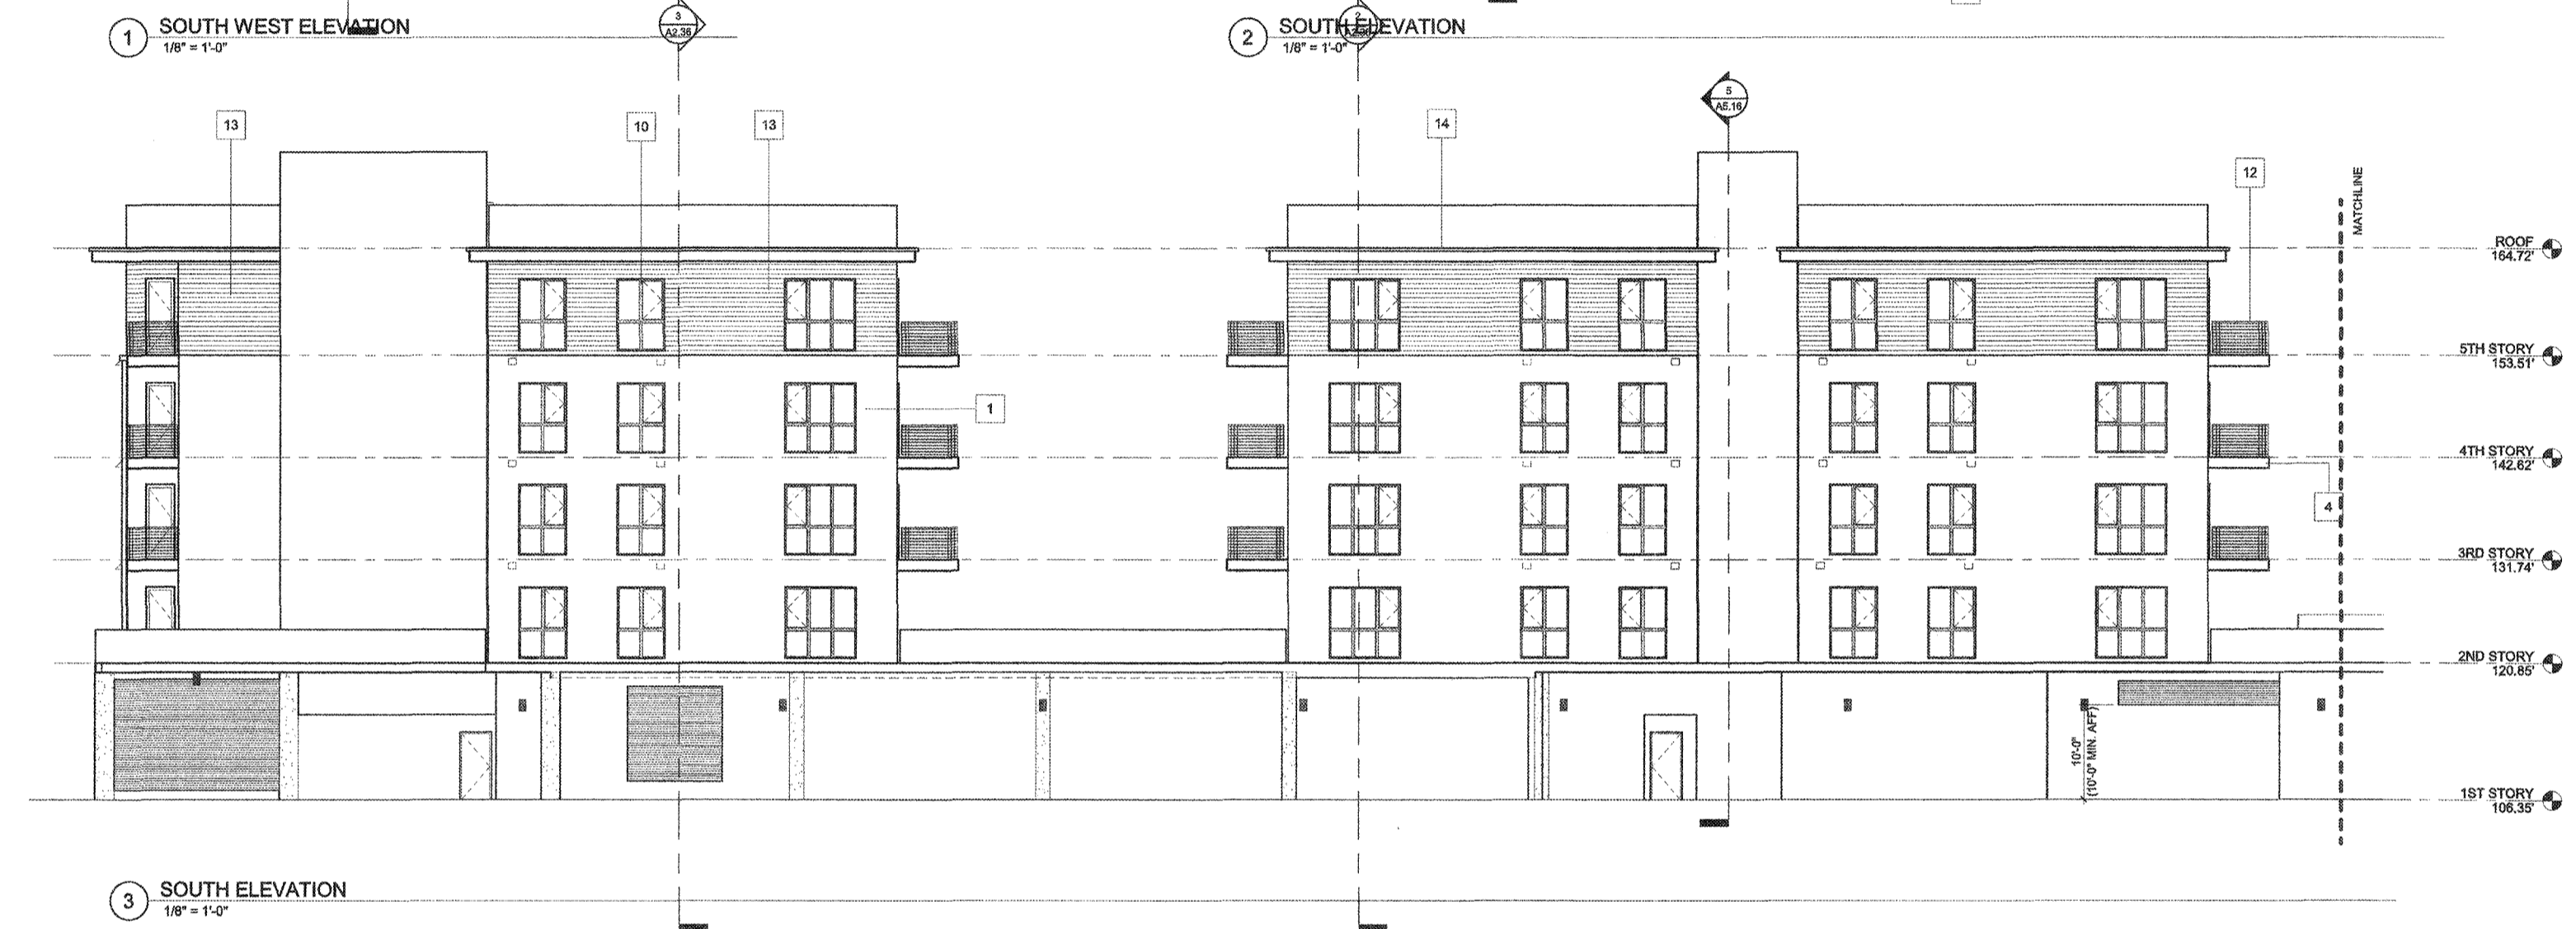 1
SOUTH WEST ELEVATION
1/8" = 1'-0"
3
A2.36
2
SOUTH ELEVATION
1/8" = 1'-0"
2
5
A5.16
13
10
13
14
12
MATCHLINE
ROOF
164.72'
5TH STORY
153.51'
1
4TH STORY
142.62'
4
3RD STORY
131.74'
2ND STORY
120.85'
10'-0"
(10'-0" MIN. AFF)
1ST STORY
106.35'
3
SOUTH ELEVATION
1/8" = 1'-0"